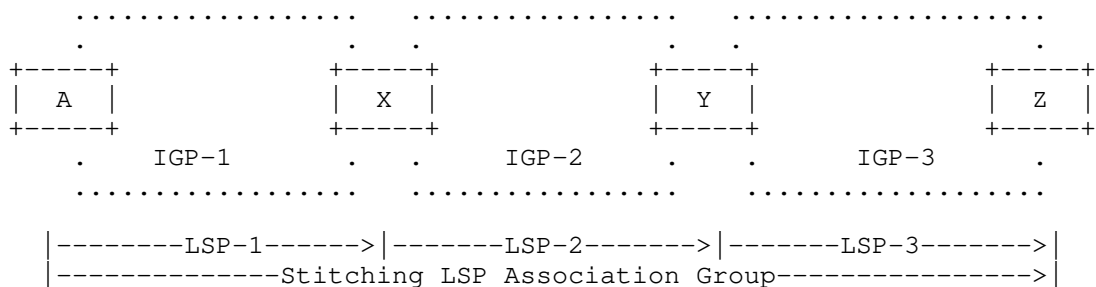 A X Y Z
IGP-1 IGP-2 IGP-3
|--------LSP-1------>|-------LSP-2------->|-------LSP-3------->|
|--------------Stitching LSP Association Group---------------->|